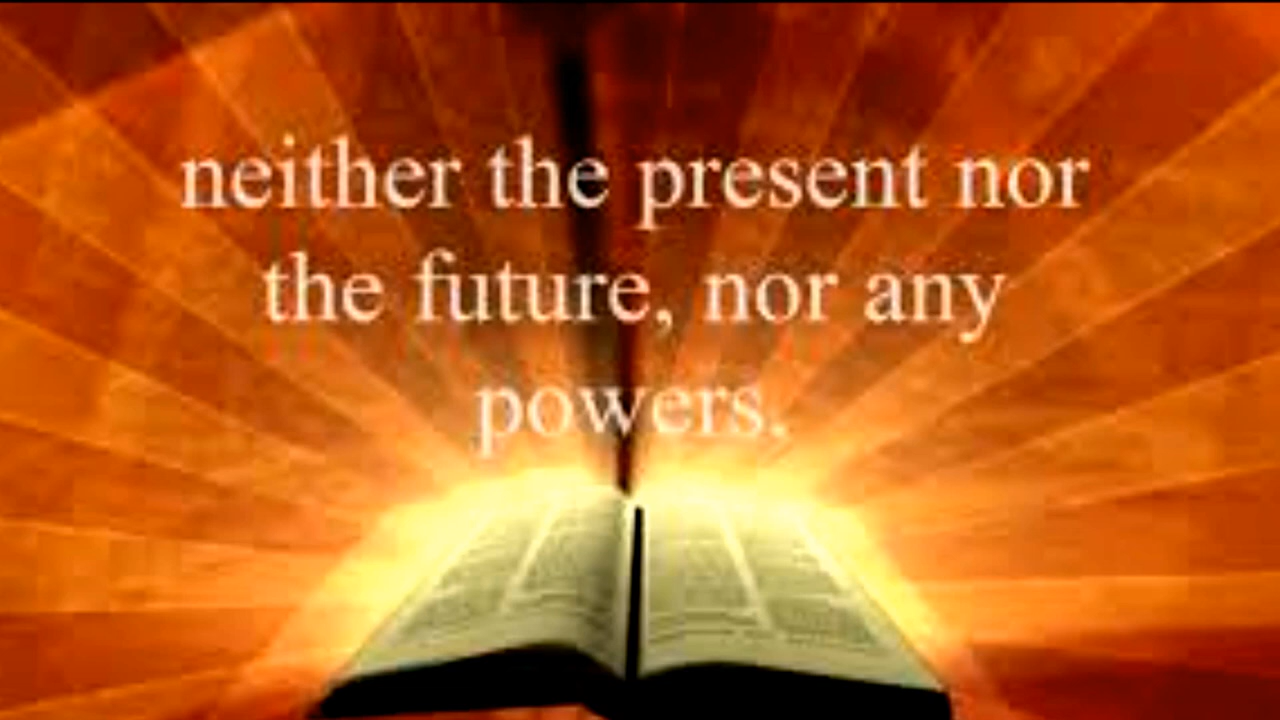 neither the present nor
the future, nor any
powers,